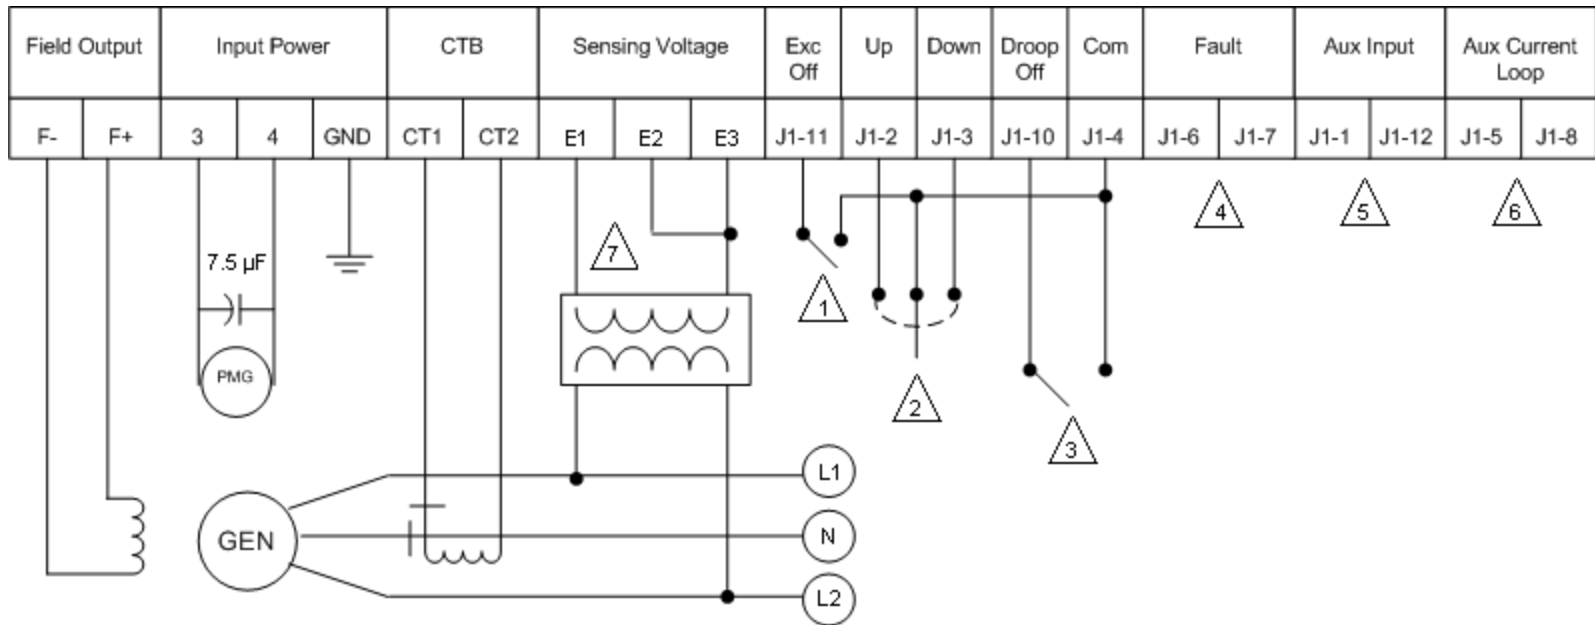 Field Output Input Power CTB Sensing Voltage Exc Off Up Down Droop Off Com Fault Aux Input Aux Current Loop
F- F+ 3 4 GND CT1 CT2 E1 E2 E3 J1-11 J1-2 J1-3 J1-10 J1-4 J1-6 J1-7 J1-1 J1-12 J1-5 J1-8
4 5 6
7
7.5 µF
1
PMG
2
3
L1
GEN
N
L2